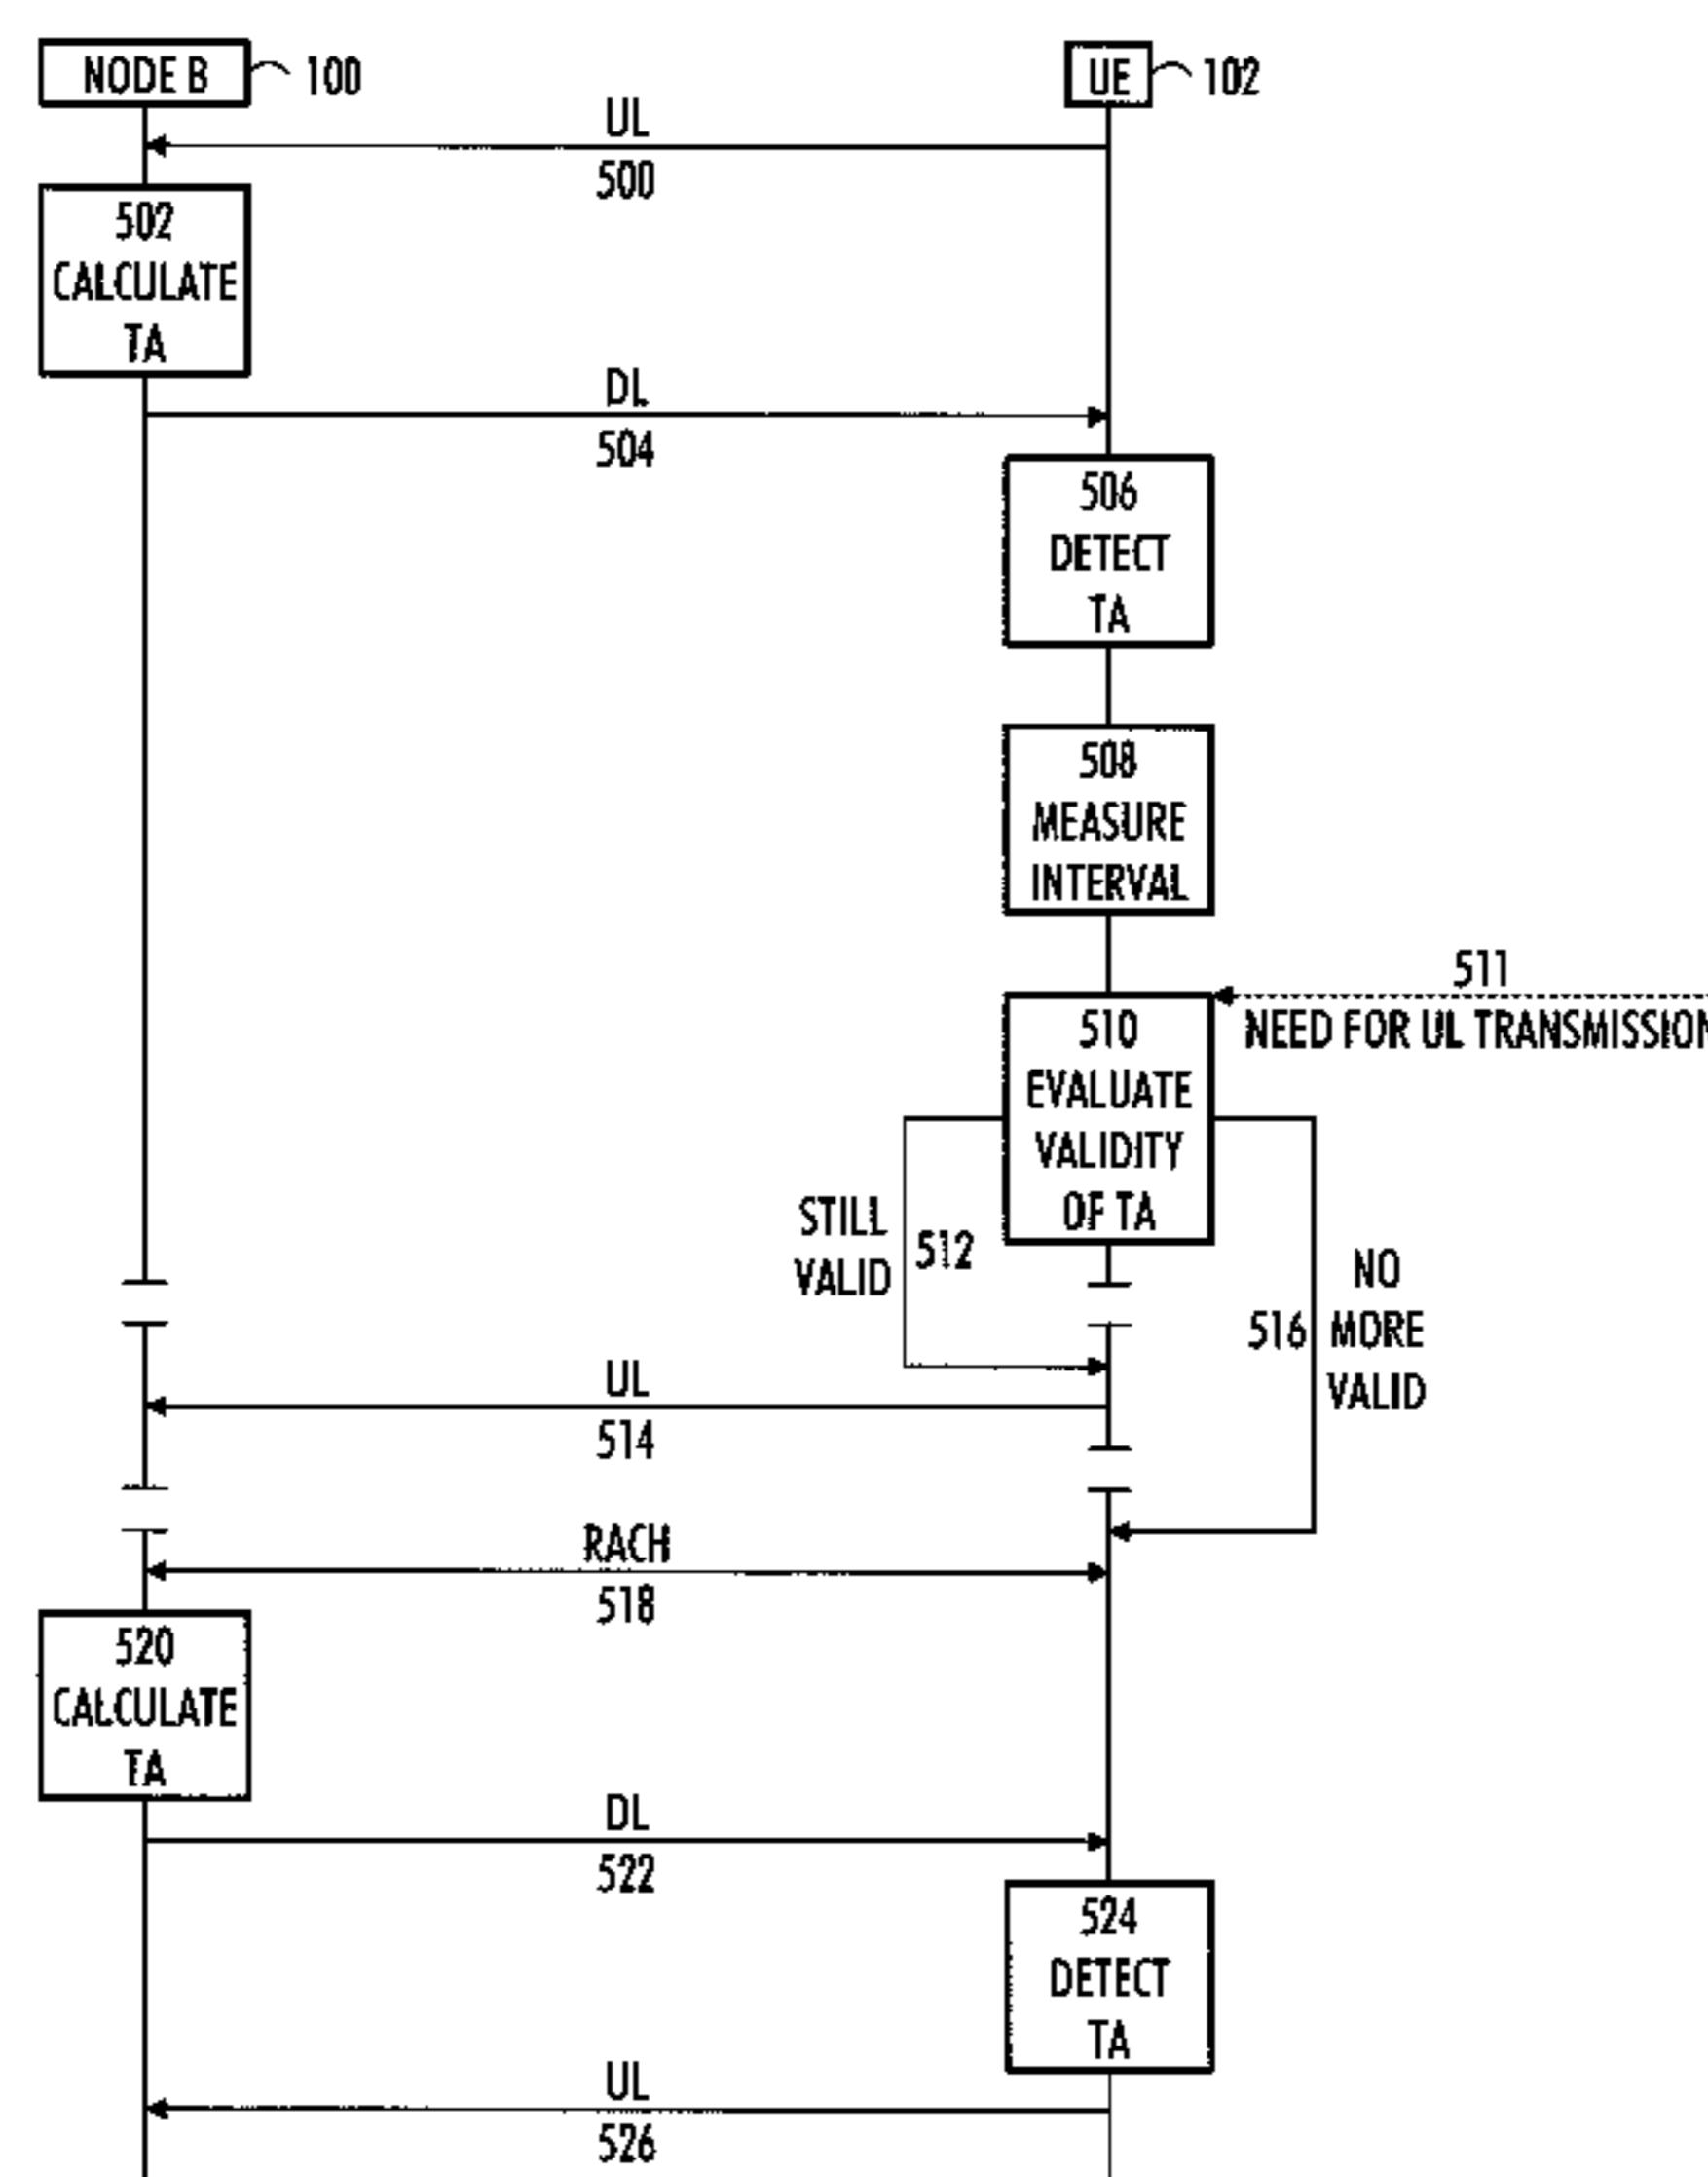 NODE B 100
UE 102
UL
500
502
CALCULATE
TA
DL
504
506
DETECT
TA
508
MEASURE
INTERVAL
511
NEED FOR UL TRANSMISSION
510
EVALUATE
VALIDITY
OF TA
STILL
VALID
512
NO
MORE
VALID
516
UL
514
RACH
518
520
CALCULATE
TA
DL
522
524
DETECT
TA
UL
526